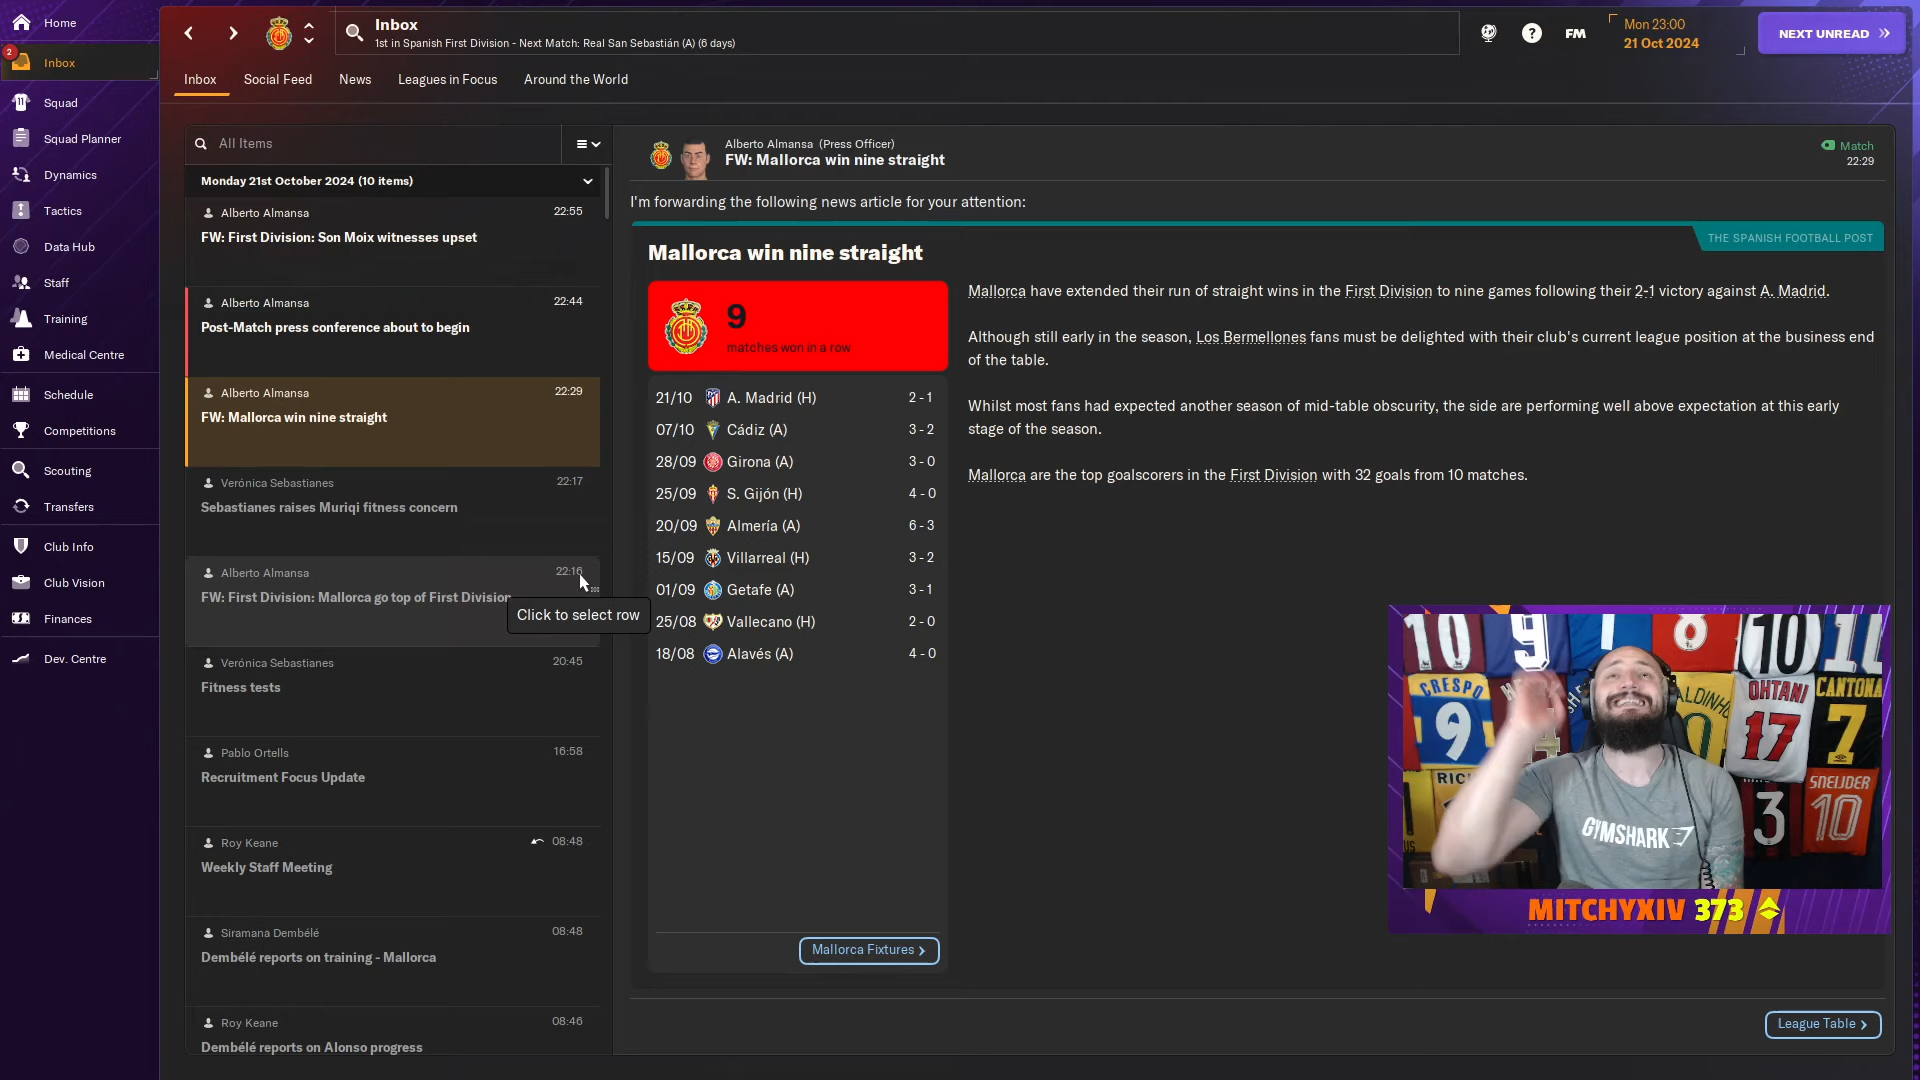 Home
2
Inbox
Squad
Squad Planner
Dynamics
Tactics
Data Hub
Staff
Training
Medical Centre
Schedule
Competitions
Scouting
Transfers
Club Info
Club Vision
Finances
Dev. Centre
Inbox
1st in Spanish First Division - Next Match: Real San Sebastián (A) (6 days)
FM
Mon 23:00
21 Oct 2024
NEXT UNREAD
Inbox Social Feed News Leagues in Focus Around the World
All Items
Monday 21st October 2024 (10 items)
Alberto Almansa 22:55
FW: First Division: Son Moix witnesses upset
Alberto Almansa 22:44
Post-Match press conference about to begin
Alberto Almansa 22:29
FW: Mallorca win nine straight
Verónica Sebastianes 22:17
Sebastianes raises Muriqi fitness concern
Alberto Almansa 22:16
FW: First Division: Mallorca go top of First Division
Click to select row
Verónica Sebastianes 20:45
Fitness tests
Pablo Ortells 16:58
Recruitment Focus Update
Roy Keane 08:48
Weekly Staff Meeting
Siramana Dembélé 08:48
Dembélé reports on training - Mallorca
Roy Keane 08:46
Dembélé reports on Alonso progress
Alberto Almansa (Press Officer)
FW: Mallorca win nine straight
Match
22:29
I'm forwarding the following news article for your attention:
THE SPANISH FOOTBALL POST
Mallorca win nine straight
9
matches won in a row
21/10 A. Madrid (H) 2 - 1
07/10 Cádiz (A) 3 - 2
28/09 Girona (A) 3 - 0
25/09 S. Gijón (H) 4 - 0
20/09 Almería (A) 6 - 3
15/09 Villarreal (H) 3 - 2
01/09 Getafe (A) 3 - 1
25/08 Vallecano (H) 2 - 0
18/08 Alavés (A) 4 - 0
Mallorca Fixtures
Mallorca have extended their run of straight wins in the First Division to nine games following their 2-1 victory against A. Madrid.
Although still early in the season, Los Bermellones fans must be delighted with their club's current league position at the business end
of the table.
Whilst most fans had expected another season of mid-table obscurity, the side are performing well above expectation at this early
stage of the season.
Mallorca are the top goalscorers in the First Division with 32 goals from 10 matches.
League Table
10 9 8 10
CRESPO
9
OHTANI
17
CANTONA
7
3
SNEIJDER
10
GYMSHARK
MITCHYXIV 373